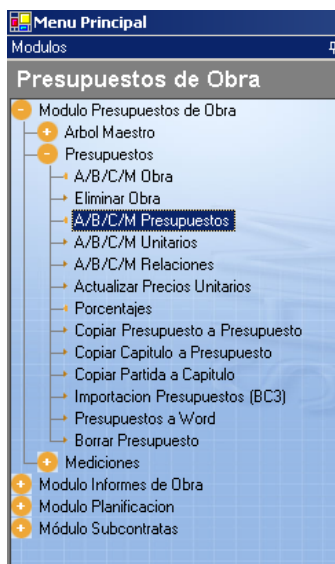 Menu Principal
Modulos
Presupuestos de Obra
Modulo Presupuestos de Obra
Arbol Maestro
Presupuestos
A/B/C/M Obra
Eliminar Obra
A/B/C/M Presupuestos
A/B/C/M Unitarios
A/B/C/M Relaciones
Actualizar Precios Unitarios
Porcentajes
Copiar Presupuesto a Presupuesto
Copiar Capitulo a Presupuesto
Copiar Partida a Capitulo
Importacion Presupuestos (BC3)
Presupuestos a Word
Borrar Presupuesto
Mediciones
Modulo Informes de Obra
Modulo Planificacion
Módulo Subcontratas